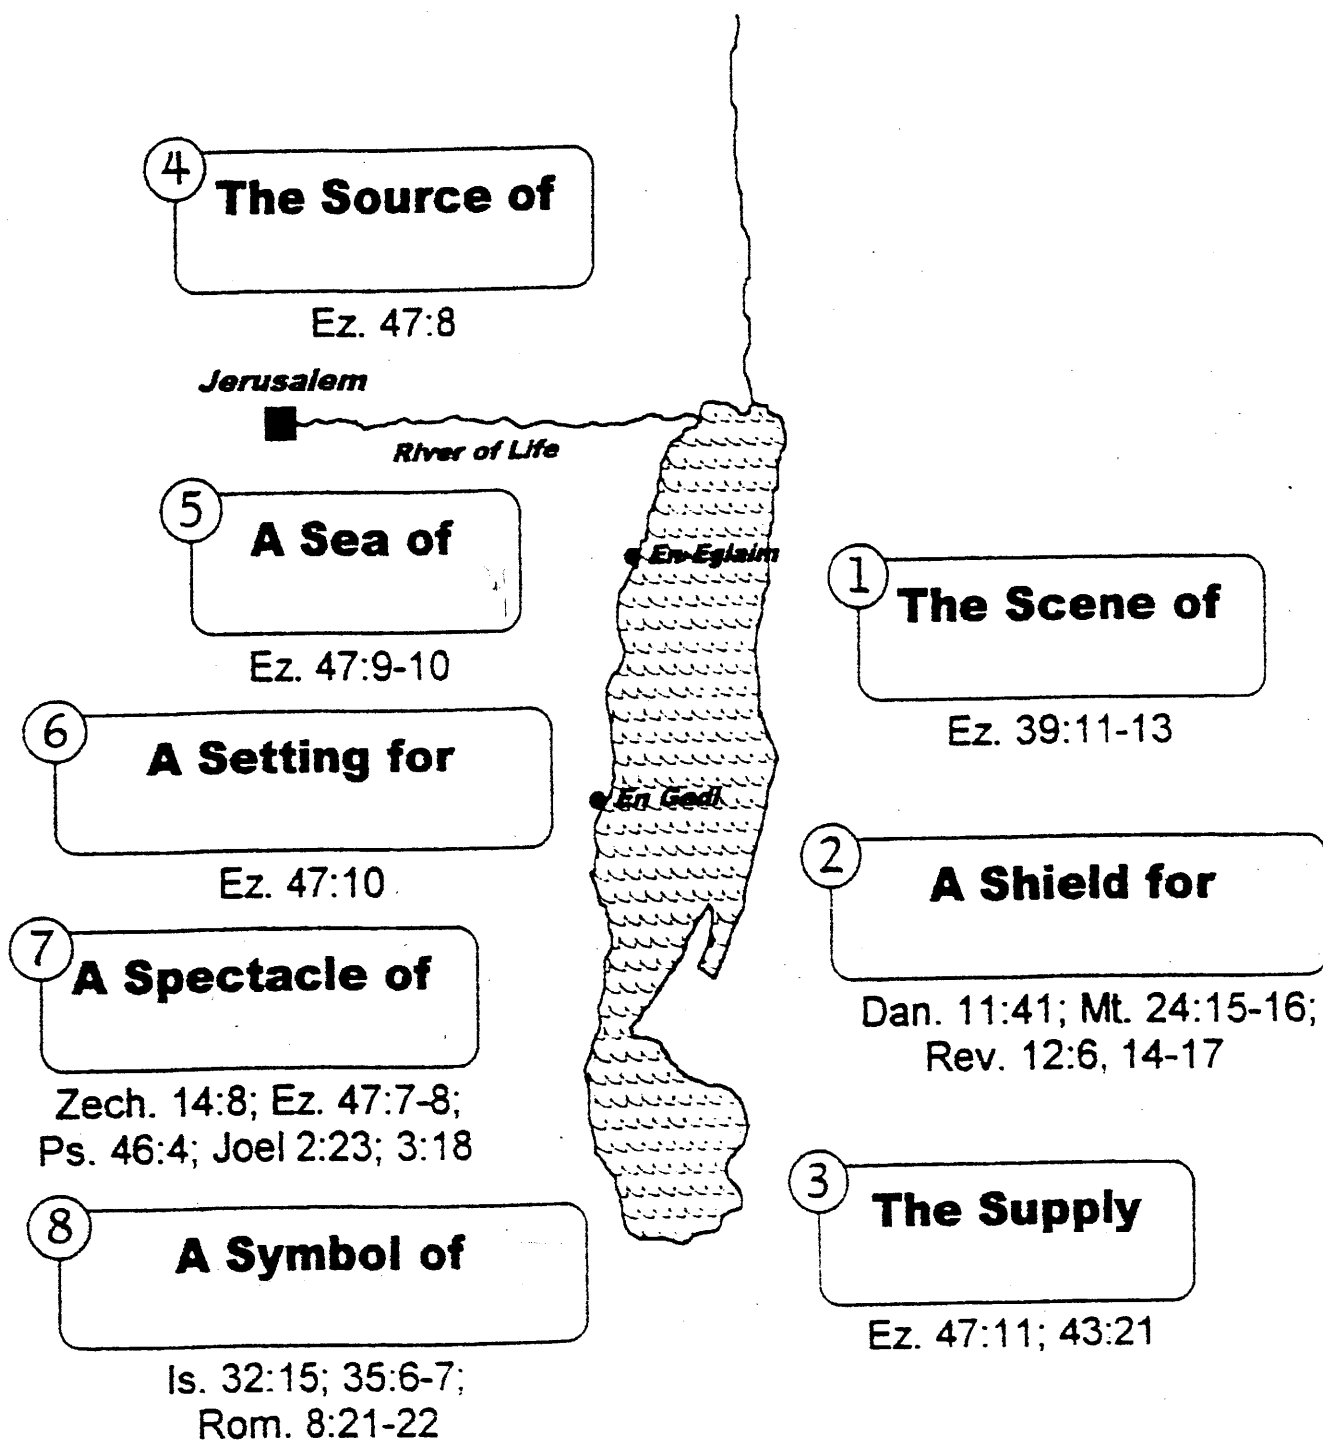 4
The Source of
Ez. 47:8
Jerusalem
River of Life
5
A Sea of
Ez. 47:9-10
En-Eglaim
1
The Scene of
Ez. 39:11-13
6
A Setting for
Ez. 47:10
En Gedi
2
A Shield for
Dan. 11:41; Mt. 24:15-16;
Rev. 12:6, 14-17
7
A Spectacle of
Zech. 14:8; Ez. 47:7-8;
Ps. 46:4; Joel 2:23; 3:18
3
The Supply
Ez. 47:11; 43:21
8
A Symbol of
Is. 32:15; 35:6-7;
Rom. 8:21-22